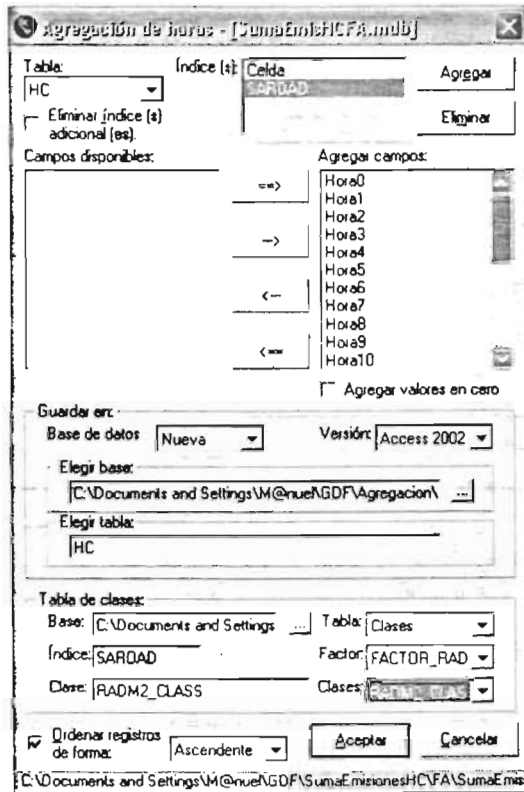 Agregación de horas - [SumaEmisHCFA.mdb]
Tabla:
HC
Índice (s):
Celda
SAROAD
Agregar
Eliminar
Eliminar índice (s)
adicional (es).
Campos disponibles:
==>
-->
<--
<==
Agregar campos:
Hora0
Hora1
Hora2
Hora3
Hora4
Hora5
Hora6
Hora7
Hora8
Hora9
Hora10
Agregar valores en cero
Guardar en:
Base de datos
Nueva
Versión:
Access 2002
Elegir base:
C:\Documents and Settings\M@nuel\GDF\Agregacion\
...
Elegir tabla:
HC
Tabla de clases:
Base:
C:\Documents and Settings
...
Tabla:
Clases
Índice:
SAROAD
Factor:
FACTOR_RAD
Clase:
RADM2_CLASS
Clases:
Ordenar registros
de forma:
Ascendente
Aceptar
Cancelar
C:\Documents and Settings\M@nuel\GDF\SumaEmisionesHC\FA\SumaEmis